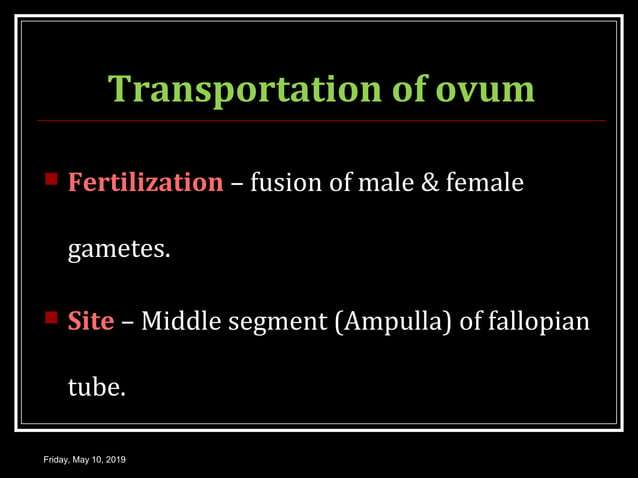 Transportation of ovum
Fertilization – fusion of male & female
gametes.
Site – Middle segment (Ampulla) of fallopian
tube.
Friday, May 10, 2019